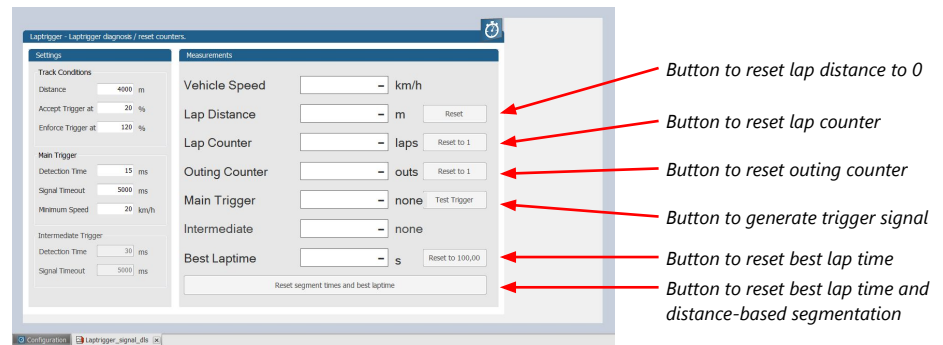 Laptrigger - Laptrigger diagnosis / reset counters.
Settings
Track Conditions
Distance 4000 m
Accept Trigger at 20 %
Enforce Trigger at 120 %
Main Trigger
Detection Time 15 ms
Signal Timeout 5000 ms
Minimum Speed 20 km/h
Intermediate Trigger
Detection Time 30 ms
Signal Timeout 5000 ms
Measurements
Vehicle Speed – km/h
Lap Distance – m Reset
Lap Counter – laps Reset to 1
Outing Counter – outs Reset to 1
Main Trigger – none Test Trigger
Intermediate – none
Best Laptime – s Reset to 100,00
Reset segment times and best laptime
Button to reset lap distance to 0
Button to reset lap counter
Button to reset outing counter
Button to generate trigger signal
Button to reset best lap time
Button to reset best lap time and
distance-based segmentation
Configuration Laptrigger_signal_dls